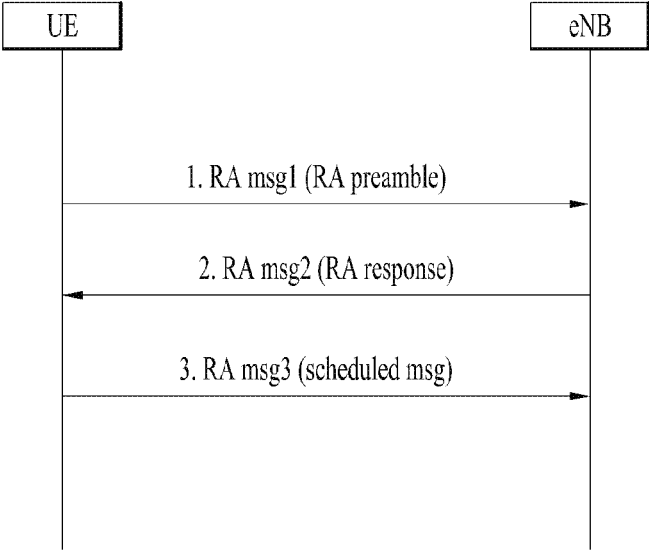 UE
eNB
1. RA msg1 (RA preamble)
2. RA msg2 (RA response)
3. RA msg3 (scheduled msg)